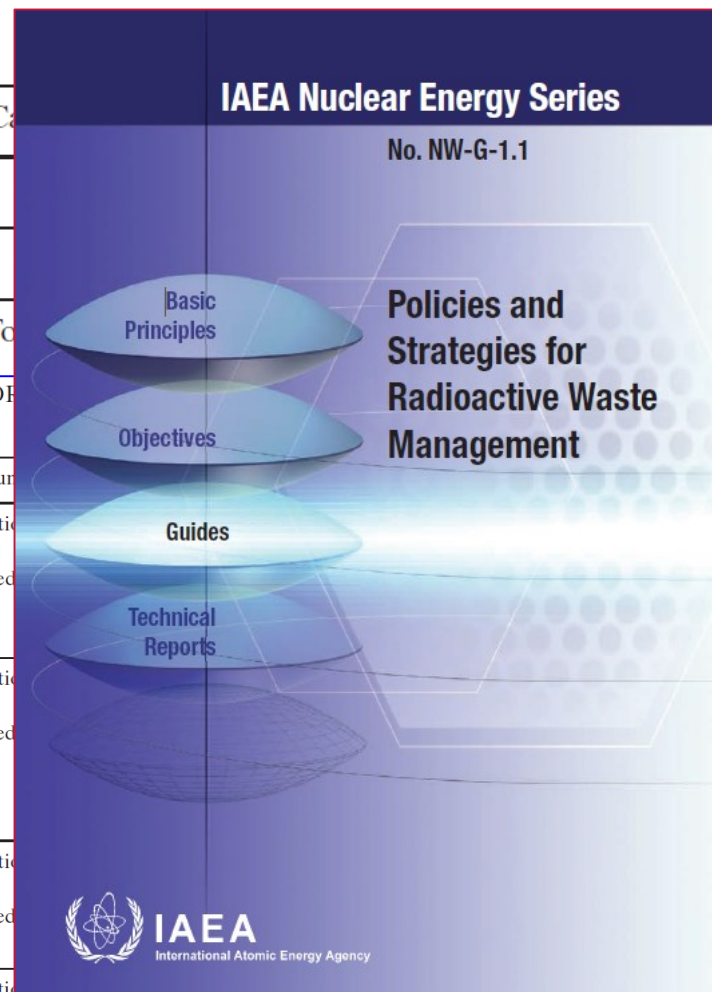 IAEA Nuclear Energy Series
No. NW-G-1.1
Basic
Principles
Policies and
Strategies for
Radioactive Waste
Management
Objectives
Guides
Technical
Reports
IAEA
International Atomic Energy Agency